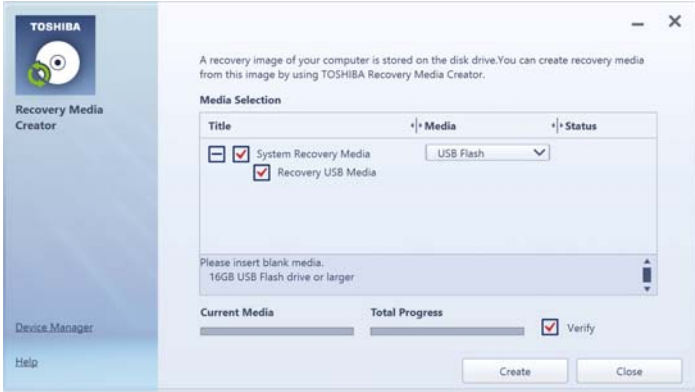 TOSHIBA
Recovery Media
Creator
Device Manager
Help
A recovery image of your computer is stored on the disk drive.You can create recovery media
from this image by using TOSHIBA Recovery Media Creator.
Media Selection
Title Media Status
System Recovery Media USB Flash
Recovery USB Media
Please insert blank media.
16GB USB Flash drive or larger
Current Media Total Progress
Verify
Create Close